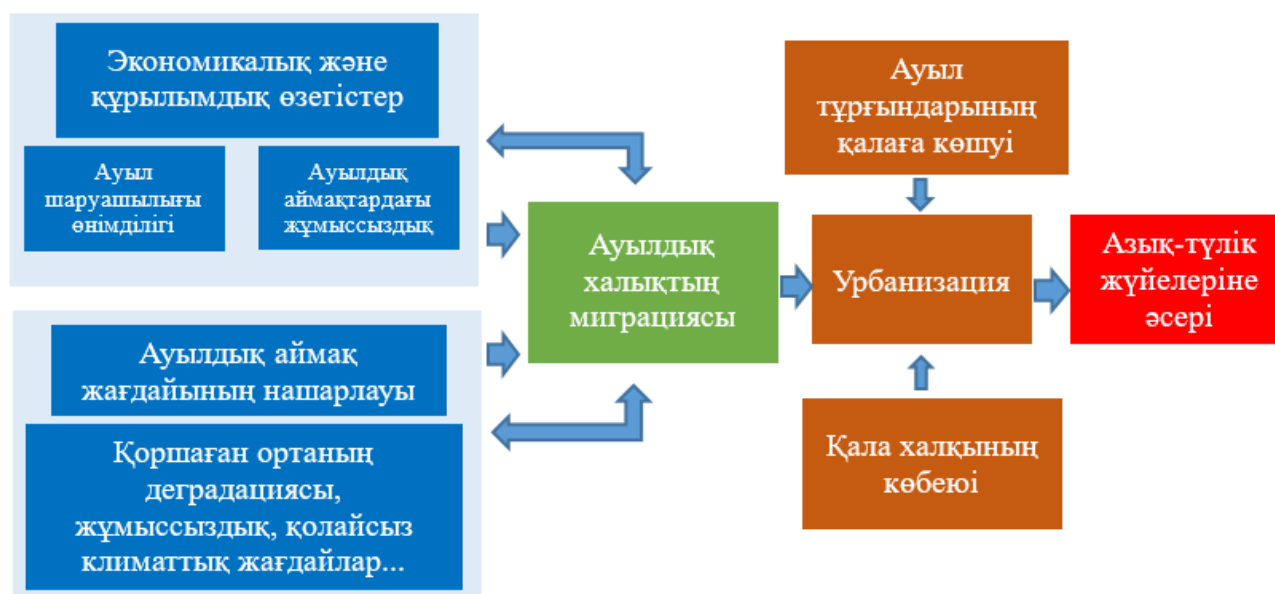 Экономикалық және
құрылымдық өзегістер
Ауыл
шаруашылығы
өнімділігі
Ауылдық
аймақтардағы
жұмыссыздық
Ауылдық аймақ
жағдайының нашарлауы
Қоршаған ортаның
деградациясы,
жұмыссыздық, қолайсыз
климаттық жағдайлар...
Ауылдық
халықтың
миграциясы
Ауыл
тұрғындарының
қалаға көшуі
Урбанизация
Қала халқының
көбеюі
Азық-түлік
жүйелеріне
әсері